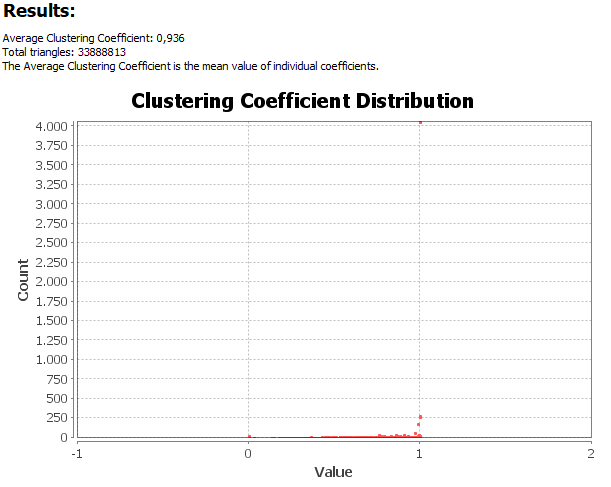 Results:
Average Clustering Coefficient: 0,936
Total triangles: 33888813
The Average Clustering Coefficient is the mean value of individual coefficients.
Clustering Coefficient Distribution
4.000
3.750
3.500
3.250
3.000
2.750
2.500
2.250
2.000
1.750
1.500
1.250
1.000
750
500
250
0
Count
-1 0 1 2
Value